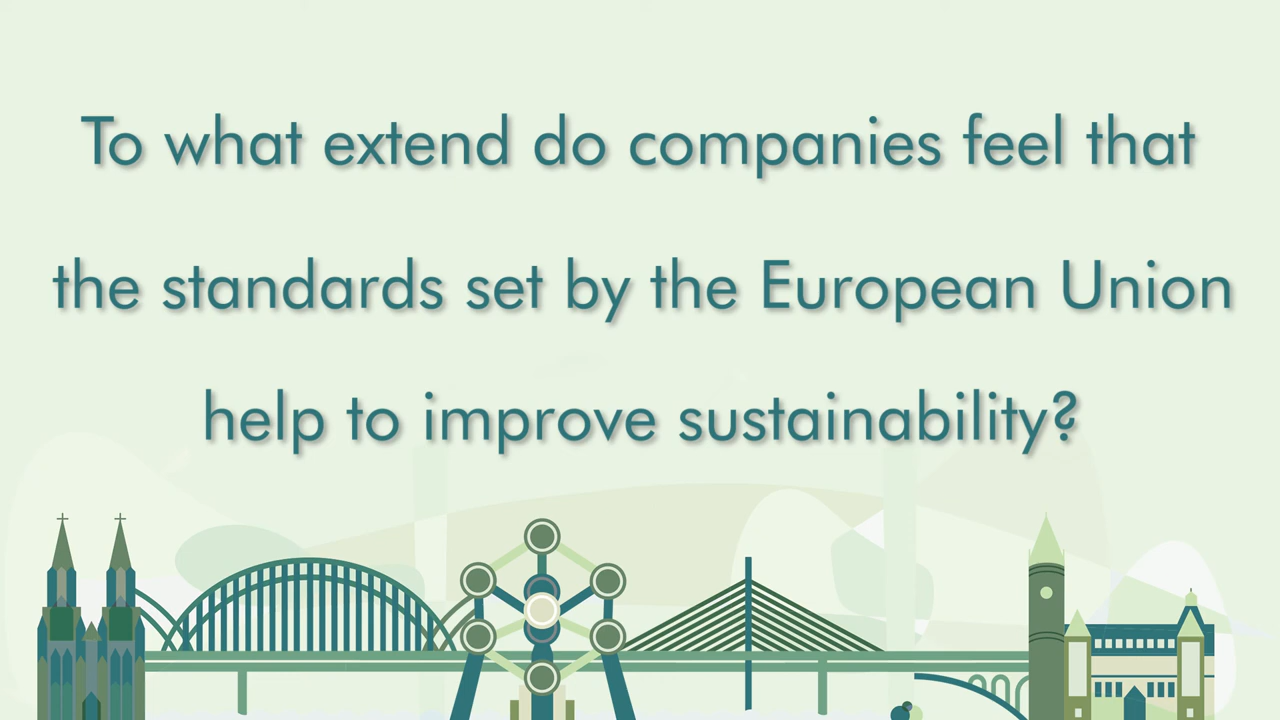 To what extend do companies feel that
the standards set by the European Union
help to improve sustainability?